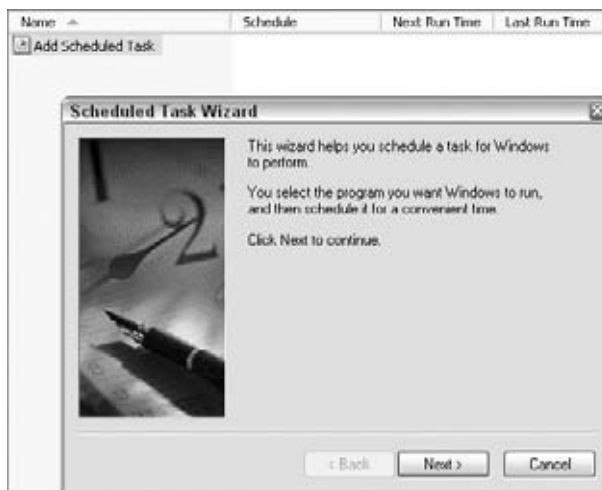 Name Schedule Next Run Time Last Run Time
Add Scheduled Task
Scheduled Task Wizard
This wizard helps you schedule a task for Windows
to perform.
You select the program you want Windows to run,
and then schedule it for a convenient time.
Click Next to continue.
2
< Back Next > Cancel